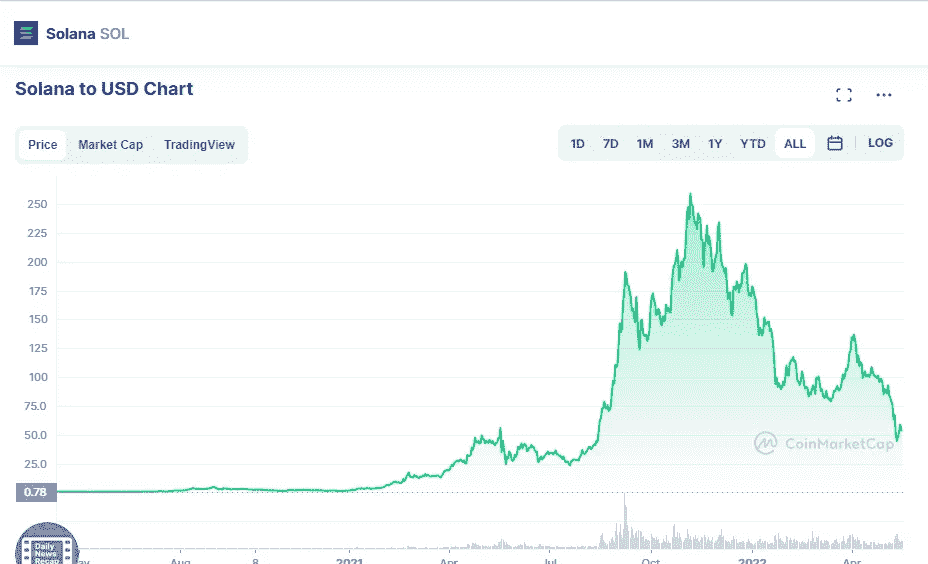 Solana SOL
Solana to USD Chart
Price Market Cap TradingView
1D 7D 1M 3M 1Y YTD ALL LOG
250
225
200
175
150
125
100
75.0
50.0
25.0
0.78
CoinMarketCap
Daily
News
Recap
Aug 8 2021 Apr Jul Oct 2022 Apr